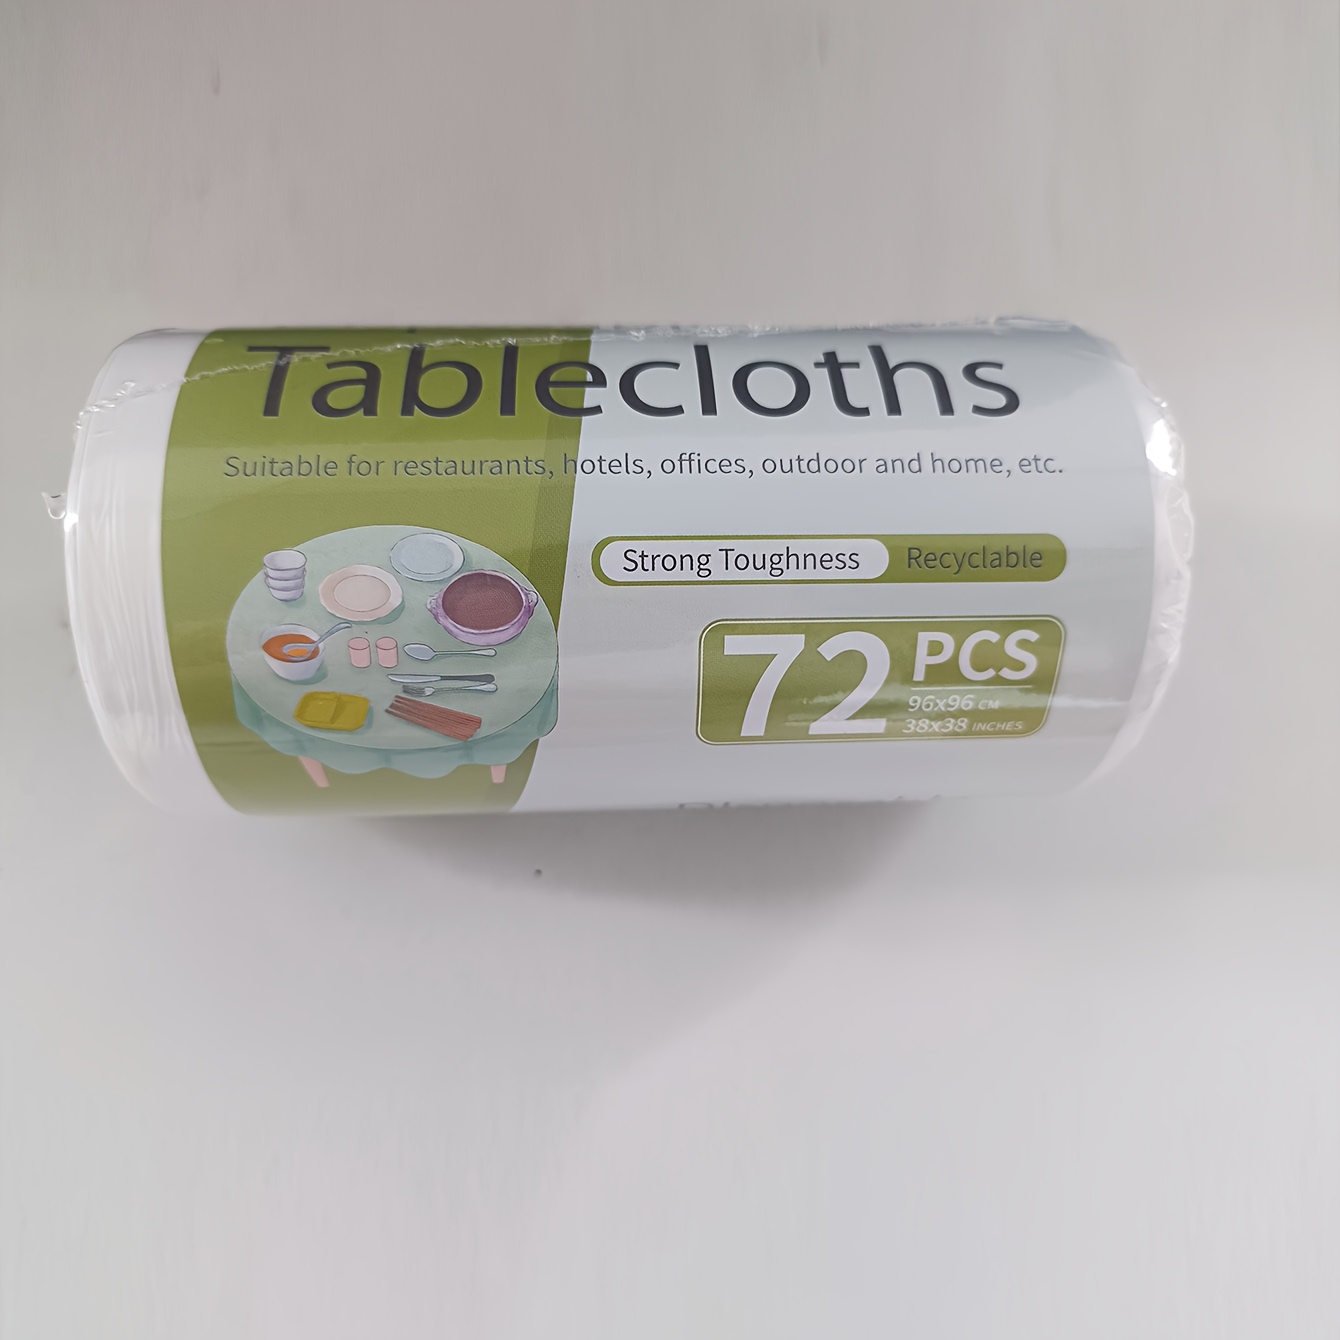 Tablecloths
Suitable for restaurants, hotels, offices, outdoor and home, etc.
Strong Toughness Recyclable
72 PCS
96x96 CM
38x38 INCHES